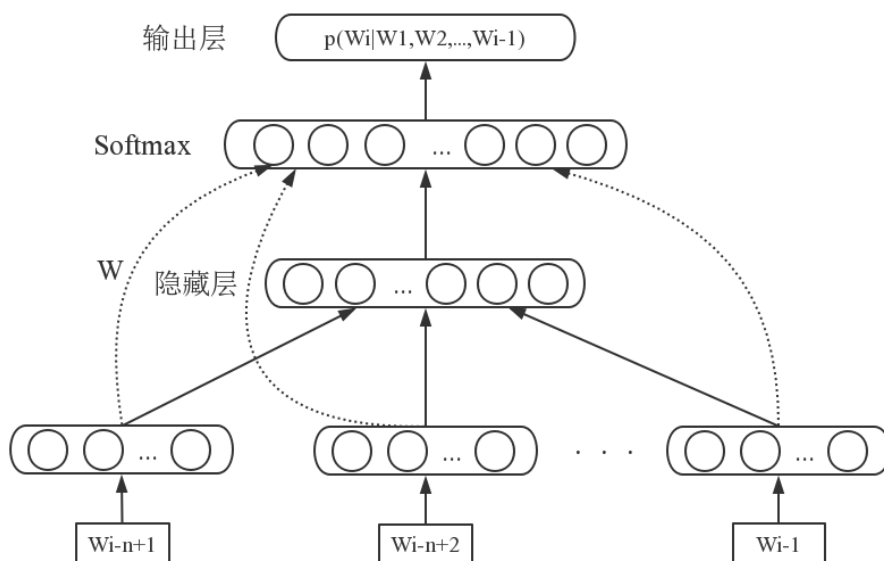 输出层
p(Wi|W1,W2,...,Wi-1)
Softmax
...
W
隐藏层
...
... ... . . . ...
Wi-n+1
Wi-n+2
Wi-1